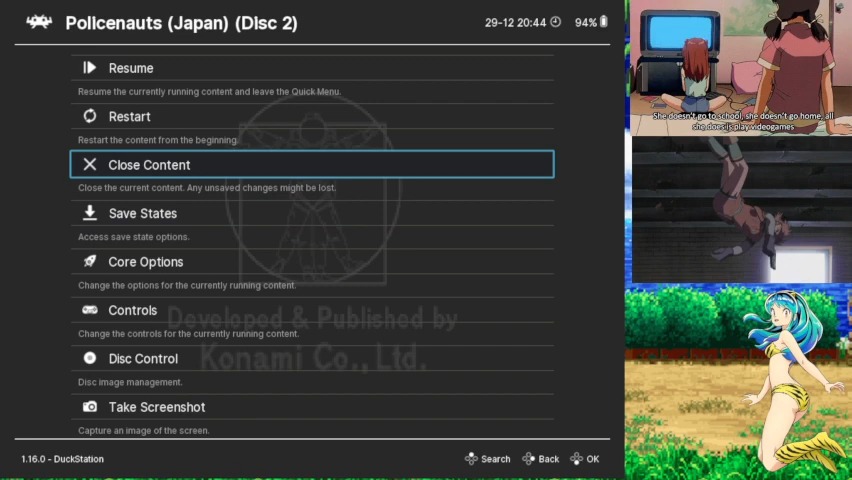 Policenauts (Japan) (Disc 2)
29-12 20:44
94%
Resume
Resume the currently running content and leave the Quick Menu.
Restart
Restart the content from the beginning.
Close Content
Close the current content. Any unsaved changes might be lost.
Save States
Access save state options.
Core Options
Change the options for the currently running content.
Controls
Change the controls for the currently running content.
Developed & Published by
Konami Co., Ltd.
Disc Control
Disc image management.
Take Screenshot
Capture an image of the screen.
1.16.0 - DuckStation
Search
Back
OK
She doesn't go to school, she doesn't go home, all
she does is play videogames